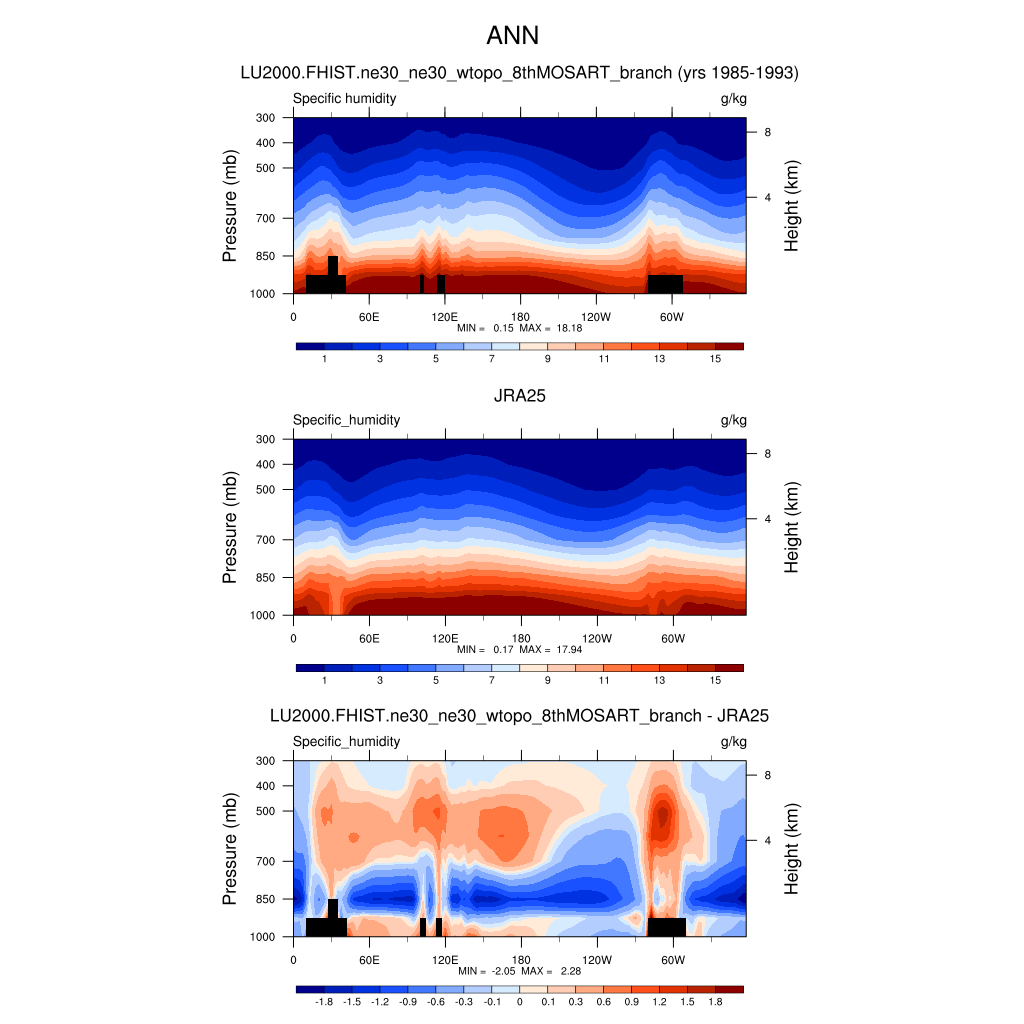 ANN
LU2000.FHIST.ne30_ne30_wtopo_8thMOSART_branch (yrs 1985-1993)
Specific humidity g/kg
Pressure (mb)
300
400
500
700
850
1000
8
4
Height (km)
0 60E 120E 180 120W 60W
MIN = 0.15 MAX = 18.18
1 3 5 7 9 11 13 15
JRA25
Specific_humidity g/kg
Pressure (mb)
300
400
500
700
850
1000
8
4
Height (km)
0 60E 120E 180 120W 60W
MIN = 0.17 MAX = 17.94
1 3 5 7 9 11 13 15
LU2000.FHIST.ne30_ne30_wtopo_8thMOSART_branch - JRA25
Specific_humidity g/kg
Pressure (mb)
300
400
500
700
850
1000
8
4
Height (km)
0 60E 120E 180 120W 60W
MIN = -2.05 MAX = 2.28
-1.8 -1.5 -1.2 -0.9 -0.6 -0.3 -0.1 0 0.1 0.3 0.6 0.9 1.2 1.5 1.8